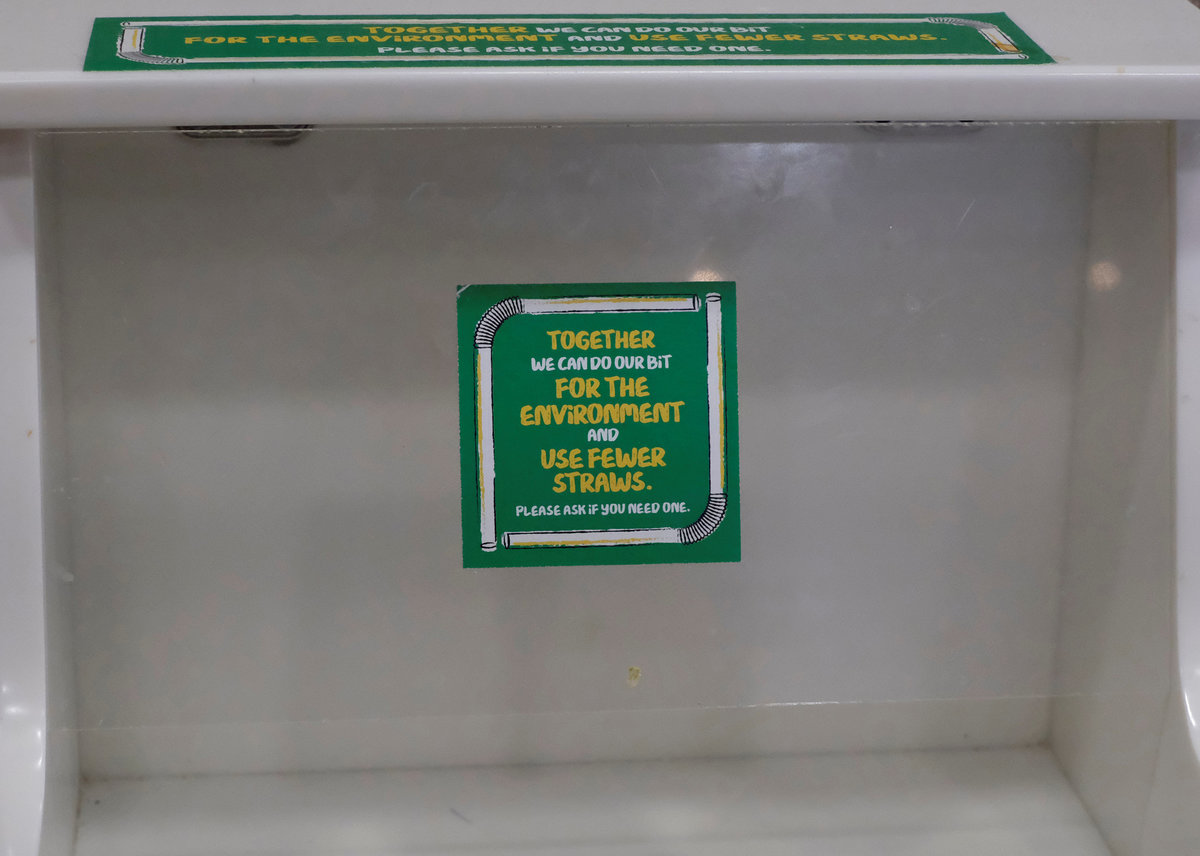 TOGETHER WE CAN DO OUR BiT
FOR THE ENViRONMENT AND USE FEWER STRAWS.
PLEASE ASK iF YOU NEED ONE.
TOGETHER
WE CAN DO OUR BiT
FOR THE
ENViRONMENT
AND
USE FEWER
STRAWS.
PLEASE ASK iF YOU NEED ONE.